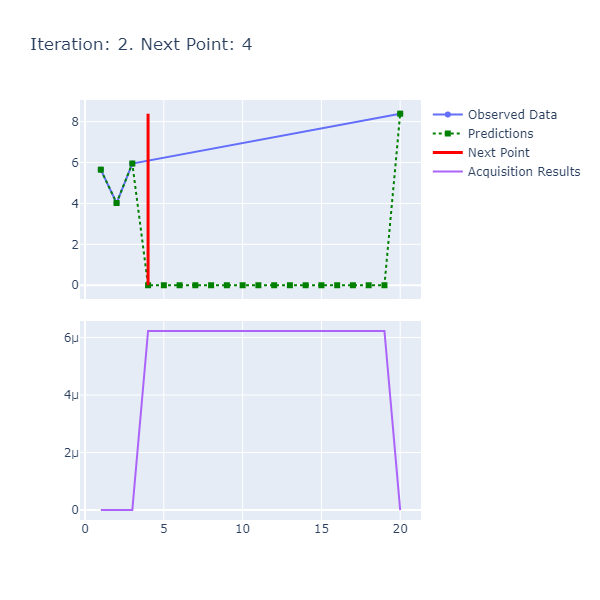 Iteration: 2. Next Point: 4
Observed Data
Predictions
Next Point
Acquisition Results
8
6
4
2
0
6μ
4μ
2μ
0
0 5 10 15 20